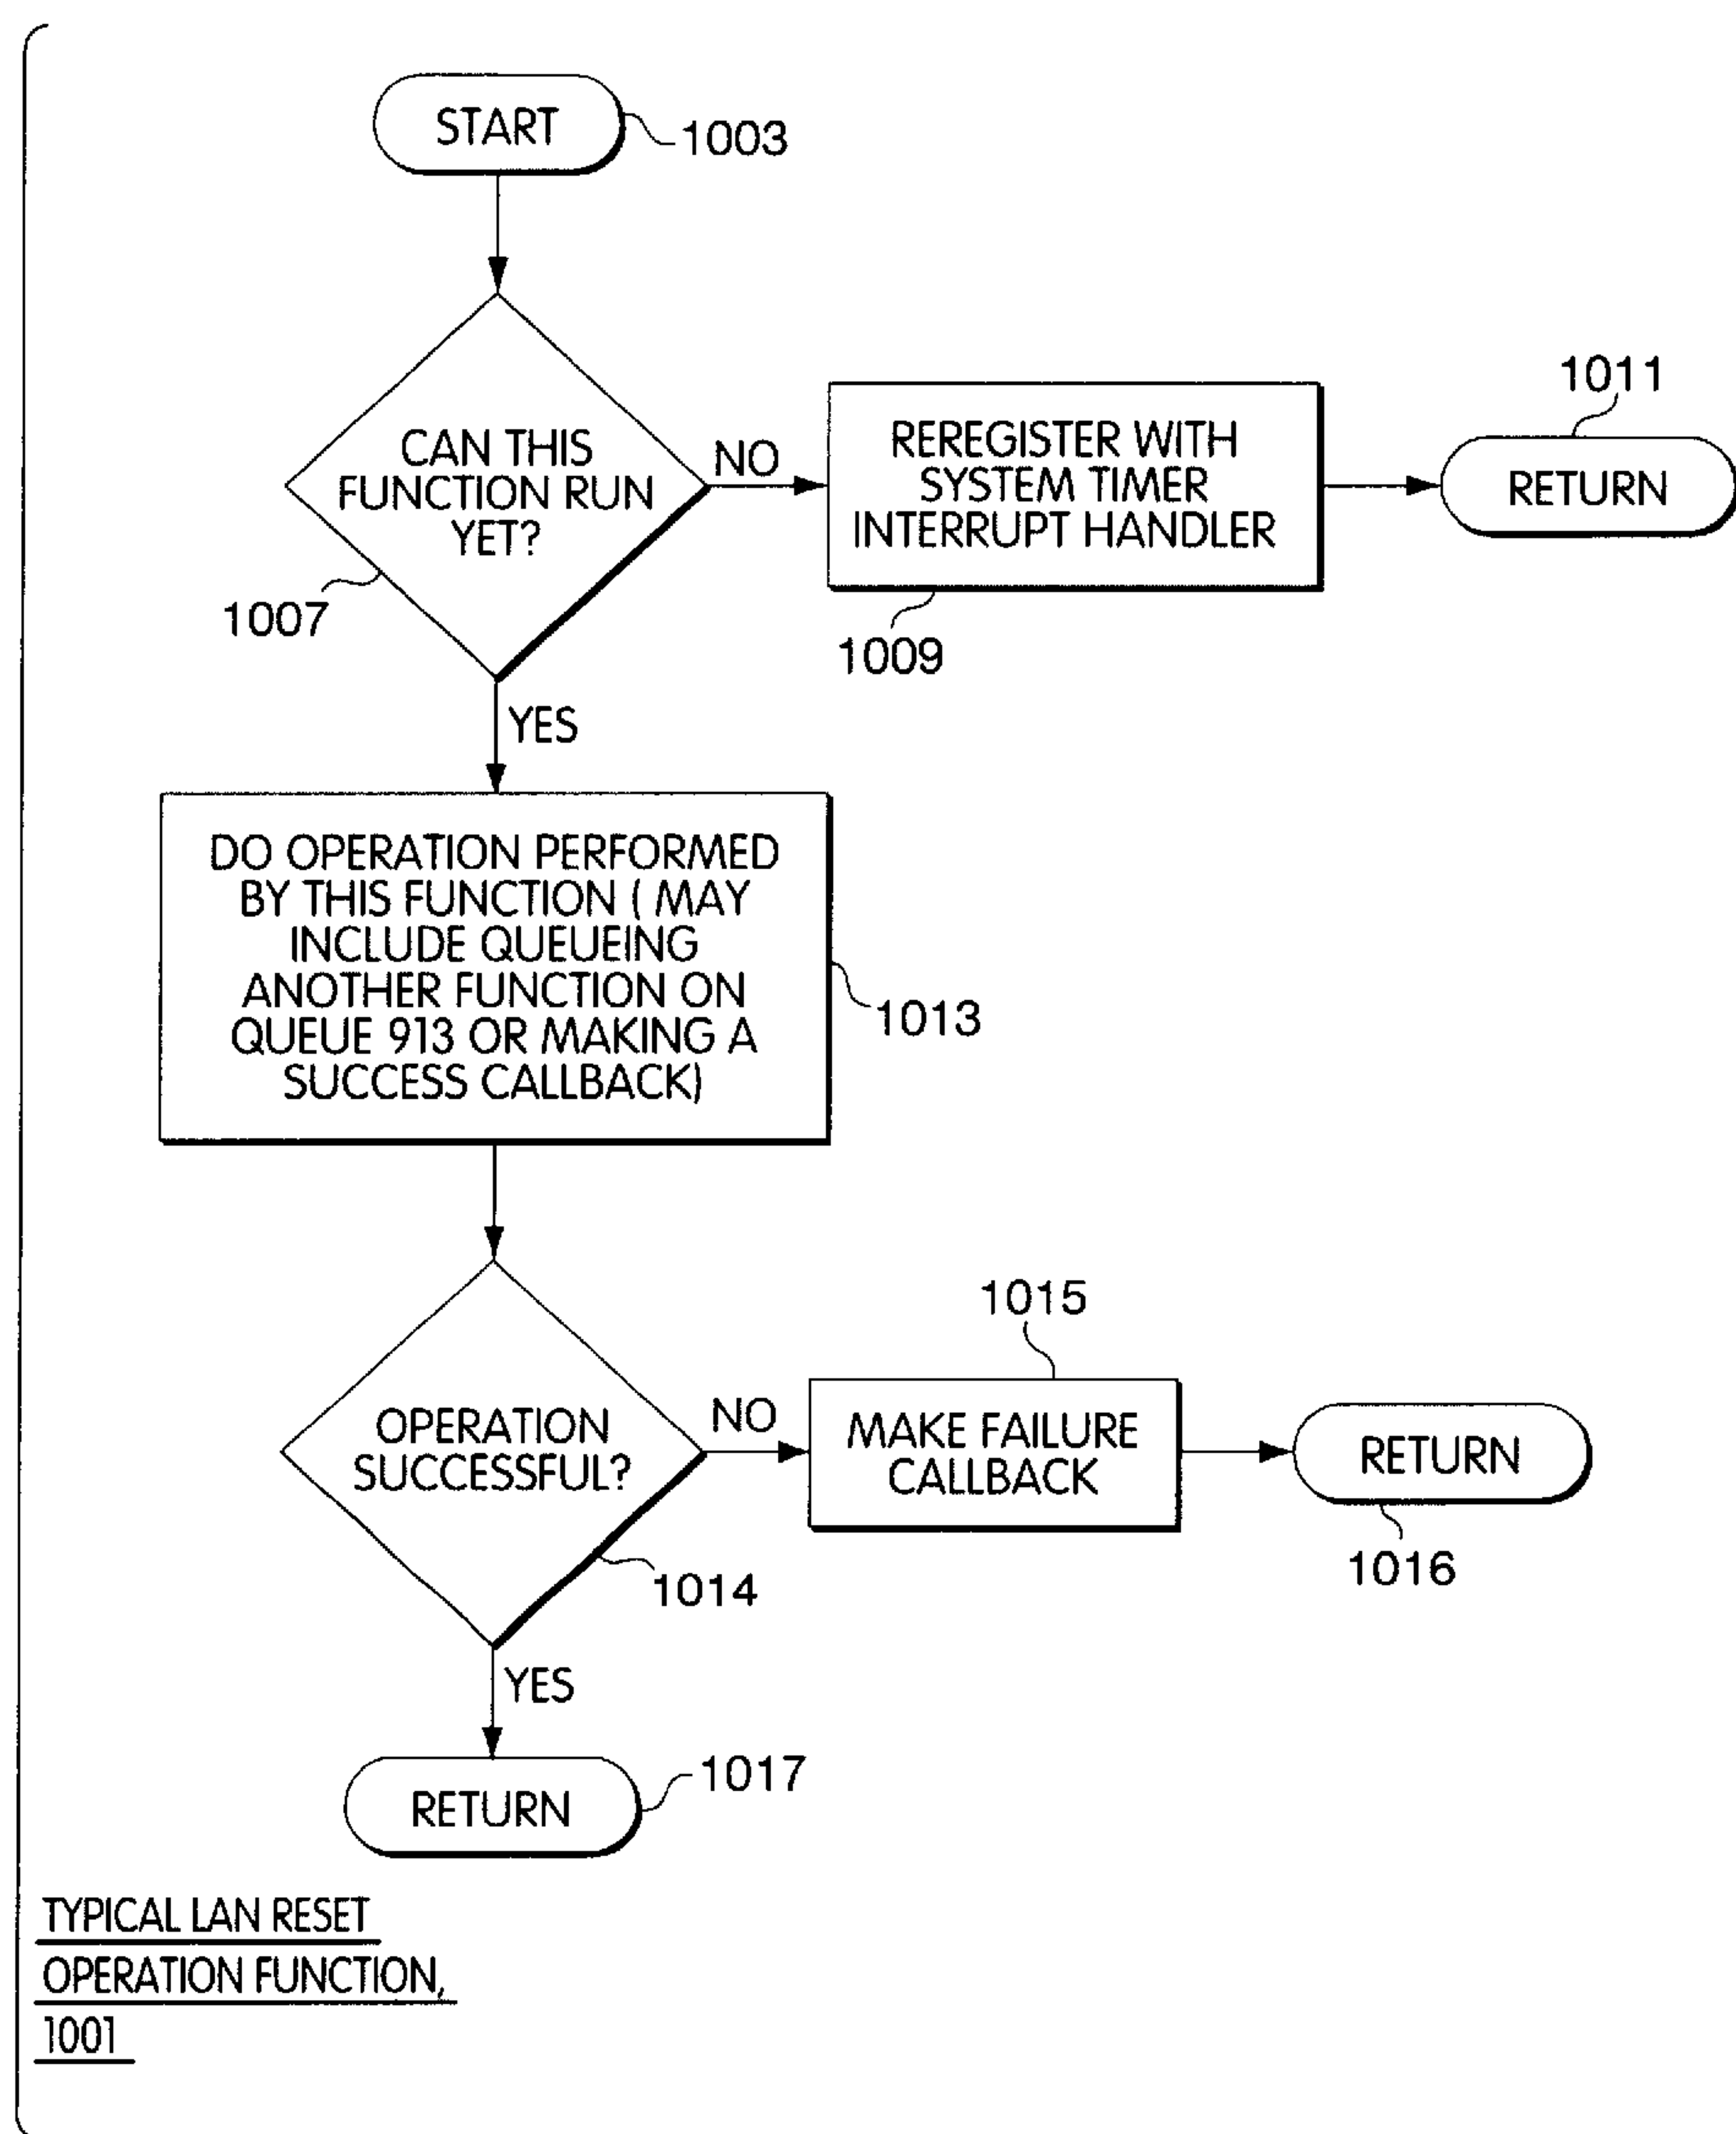 START
1003
CAN THIS
FUNCTION RUN
YET?
1007
NO
REREGISTER WITH
SYSTEM TIMER
INTERRUPT HANDLER
1009
1011
RETURN
YES
DO OPERATION PERFORMED
BY THIS FUNCTION ( MAY
INCLUDE QUEUEING
ANOTHER FUNCTION ON
QUEUE 913 OR MAKING A
SUCCESS CALLBACK)
1013
OPERATION
SUCCESSFUL?
1014
NO
1015
MAKE FAILURE
CALLBACK
RETURN
1016
YES
RETURN
1017
TYPICAL LAN RESET
OPERATION FUNCTION,
1001